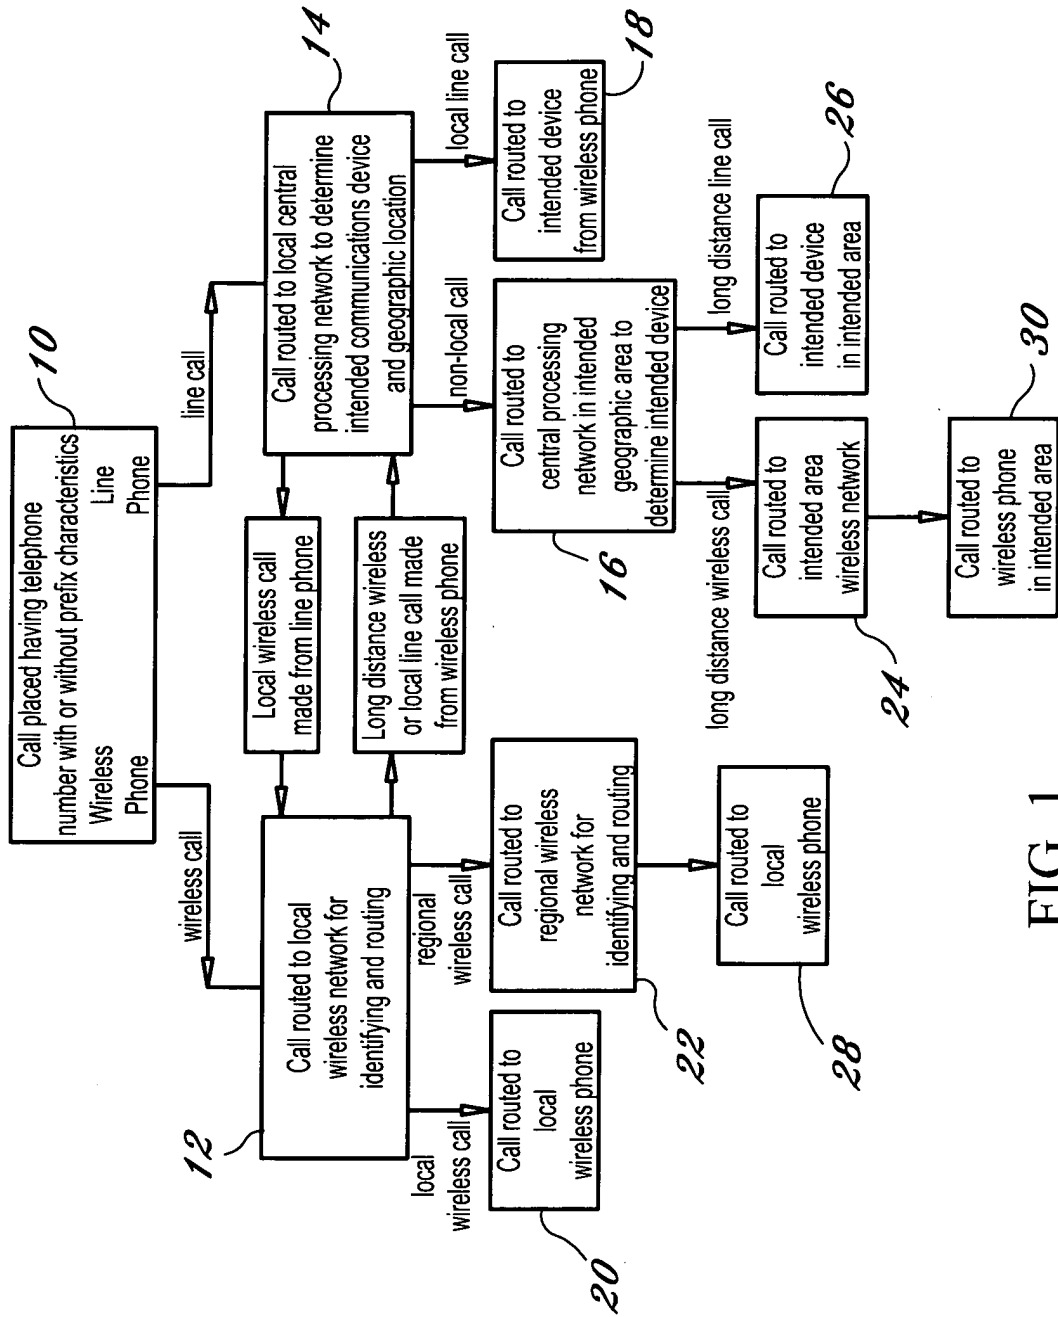 Call placed having telephone
number with or without prefix characteristics
Wireless
Phone
Line
Phone
10
wireless call
line call
12
Call routed to local
wireless network for
identifying and routing
Local wireless call
made from line phone
Long distance wireless
or local line call made
from wireless phone
Call routed to local central
processing network to determine
intended communications device
and geographic location
14
local
wireless call
regional
wireless call
non-local call
local line call
Call routed to
local
wireless phone
20
Call routed to
regional wireless
network for
identifying and routing
22
Call routed to
central processing
network in intended
geographic area to
determine intended device
16
Call routed to
intended device
from wireless phone
18
long distance wireless call
long distance line call
Call routed to
local
wireless phone
28
Call routed to
intended area
wireless network
24
Call routed to
intended device
in intended area
26
Call routed to
wireless phone
in intended area
30
FIG. 1